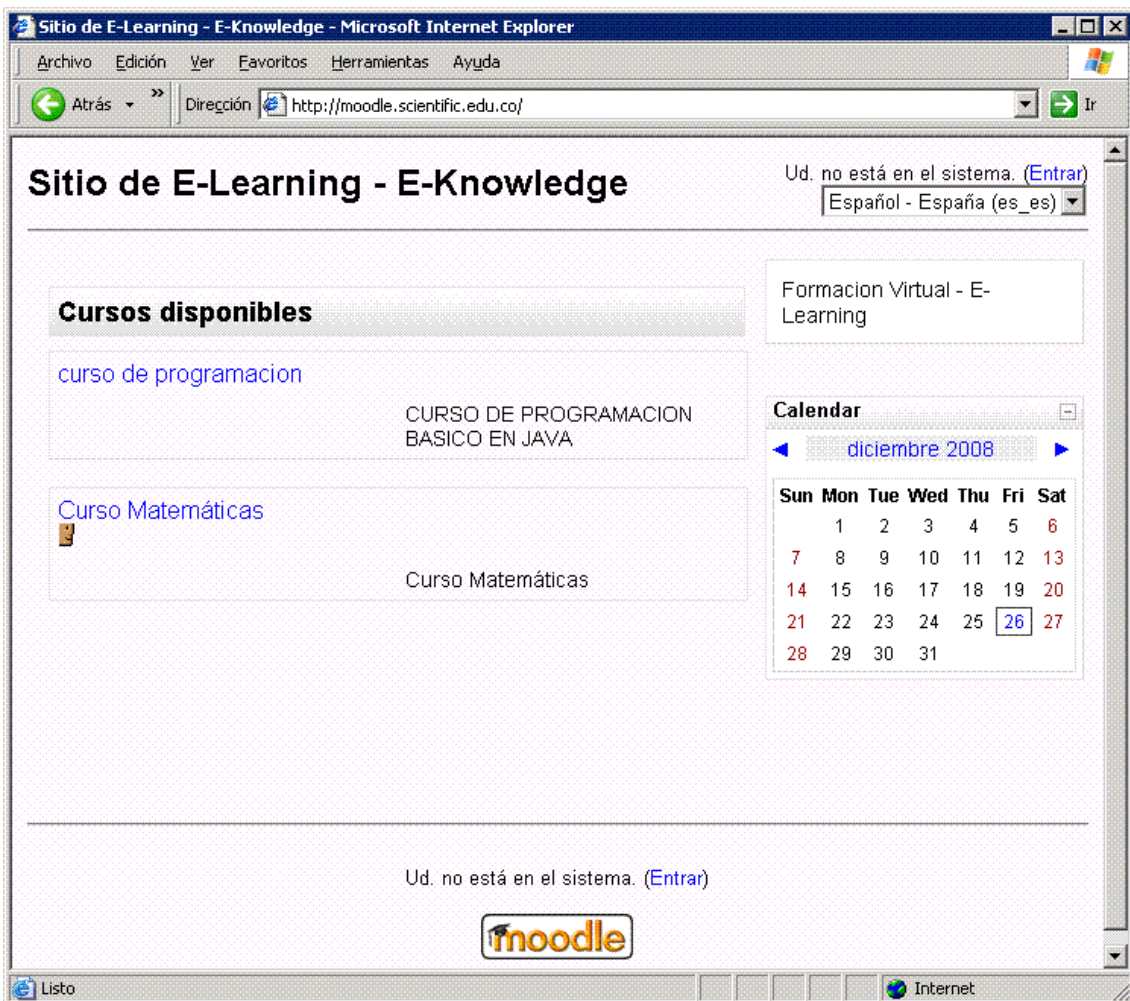 Sitio de E-Learning - E-Knowledge - Microsoft Internet Explorer
Archivo Edición Ver Favoritos Herramientas Ayuda
Atrás » Dirección http://moodle.scientific.edu.co/ Ir
Sitio de E-Learning - E-Knowledge
Ud. no está en el sistema. (Entrar)
Español - España (es_es)
Cursos disponibles
curso de programacion
CURSO DE PROGRAMACION
BASICO EN JAVA
Curso Matemáticas
Curso Matemáticas
Formacion Virtual - E-
Learning
Calendar
diciembre 2008
Sun Mon Tue Wed Thu Fri Sat
1 2 3 4 5 6
7 8 9 10 11 12 13
14 15 16 17 18 19 20
21 22 23 24 25 26 27
28 29 30 31
Ud. no está en el sistema. (Entrar)
moodle
Listo Internet